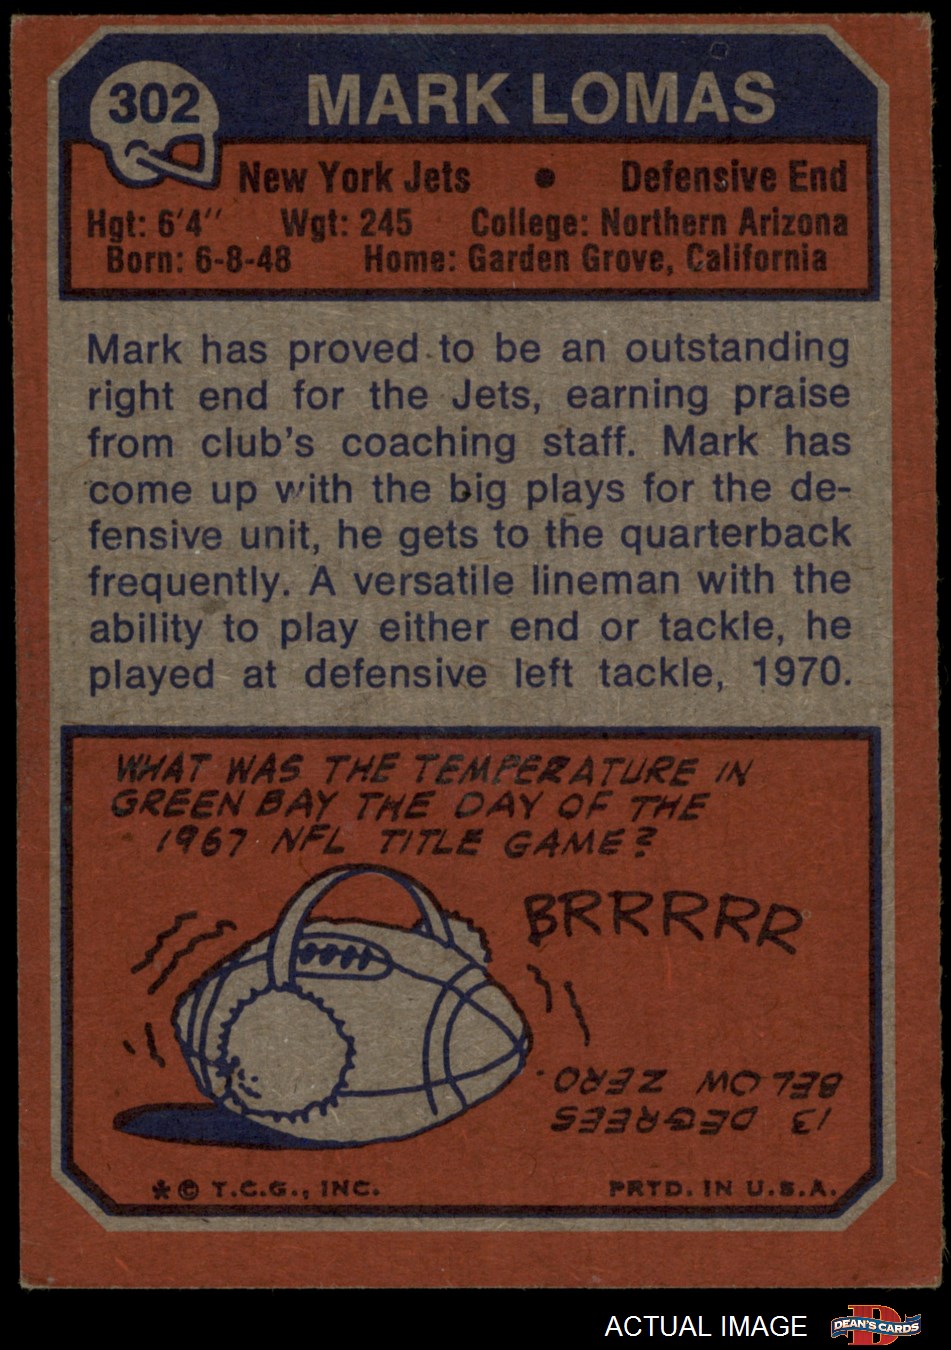 302
MARK LOMAS
New York Jets • Defensive End
Hgt: 6'4'' Wgt: 245 College: Northern Arizona
Born: 6-8-48 Home: Garden Grove, California
Mark has proved to be an outstanding
right end for the Jets, earning praise
from club's coaching staff. Mark has
come up with the big plays for the de-
fensive unit, he gets to the quarterback
frequently. A versatile lineman with the
ability to play either end or tackle, he
played at defensive left tackle, 1970.
WHAT WAS THE TEMPERATURE IN
GREEN BAY THE DAY OF THE
1967 NFL TITLE GAME?
BRRRRR
13 DEGREES
BELOW ZERO.
* © T.C.G., INC. PRTD. IN U.S.A.
ACTUAL IMAGE
D
DEAN'S CARDS